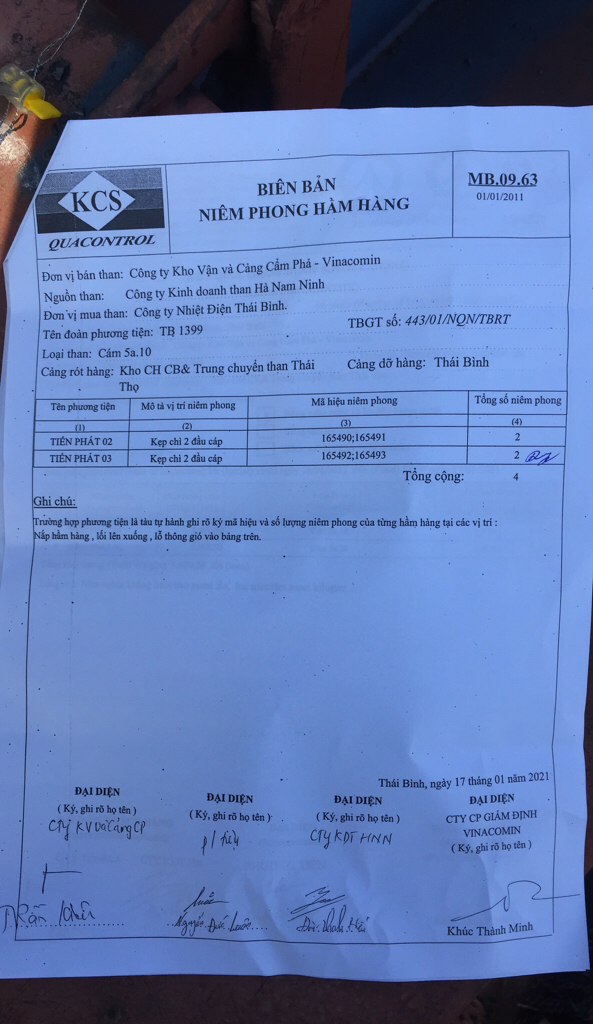 KCS
QUACONTROL
BIÊN BẢN
NIÊM PHONG HẦM HÀNG
MB.09.63
01/01/2011
Đơn vị bán than: Công ty Kho Vận và Cảng Cẩm Phả - Vinacomin
Nguồn than: Công ty Kinh doanh than Hà Nam Ninh
Đơn vị mua than: Công ty Nhiệt Điện Thái Bình.
Tên đoàn phương tiện: TB 1399 TBGT số: 443/01/NQN/TBRT
Loại than: Cám 5a.10
Cảng rót hàng: Kho CH CB& Trung chuyển than Thái Thọ Cảng dỡ hàng: Thái Bình
Tên phương tiện Mô tả vị trí niêm phong Mã hiệu niêm phong Tổng số niêm phong
(1) (2) (3) (4)
TIẾN PHÁT 02 Kẹp chì 2 đầu cáp 165490;165491 2
TIẾN PHÁT 03 Kẹp chì 2 đầu cáp 165492;165493 2
Tổng cộng: 4
Ghi chú:
Trường hợp phương tiện là tàu tự hành ghi rõ ký mã hiệu và số lượng niêm phong của từng hầm hàng tại các vị trí :
Nắp hầm hàng , lối lên xuống , lỗ thông gió vào bảng trên.
Thái Bình, ngày 17 tháng 01 năm 2021
ĐẠI DIỆN
( Ký, ghi rõ họ tên )
CTy KV và Cảng CP
ĐẠI DIỆN
( Ký, ghi rõ họ tên )
ĐẠI DIỆN
( Ký, ghi rõ họ tên )
CTy KDT HNN
ĐẠI DIỆN
CTY CP GIÁM ĐỊNH
VINACOMIN
( Ký, ghi rõ họ tên )
Nguyễn Đức
Khúc Thành Minh